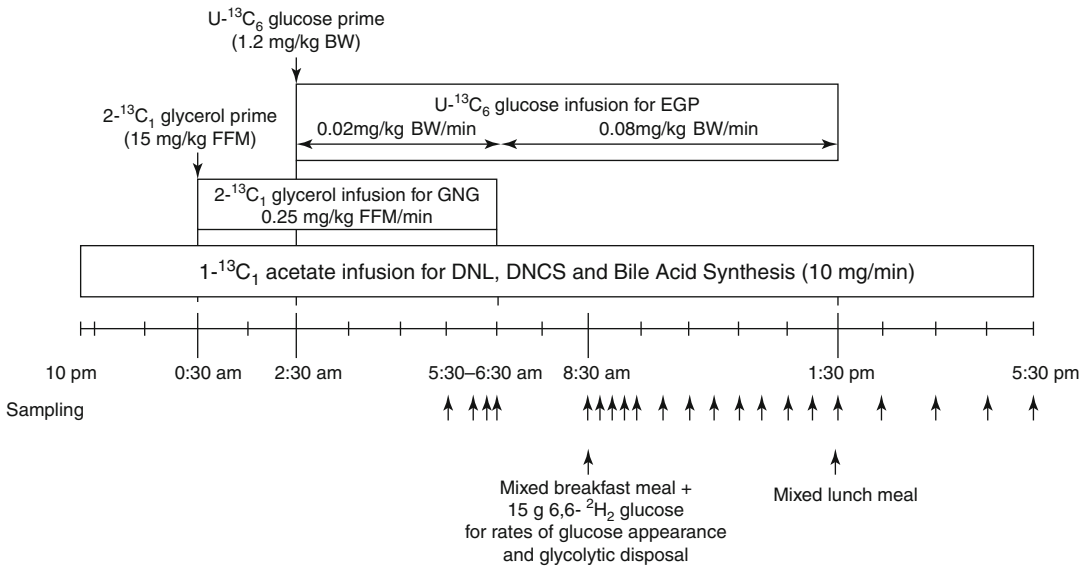 U-¹³C₆ glucose prime
(1.2 mg/kg BW)
U-¹³C₆ glucose infusion for EGP
0.02mg/kg BW/min 0.08mg/kg BW/min
2-¹³C₁ glycerol prime
(15 mg/kg FFM)
2-¹³C₁ glycerol infusion for GNG
0.25 mg/kg FFM/min
1-¹³C₁ acetate infusion for DNL, DNCS and Bile Acid Synthesis (10 mg/min)
10 pm 0:30 am 2:30 am 5:30–6:30 am 8:30 am 1:30 pm 5:30 pm
Sampling
Mixed breakfast meal +
15 g 6,6- ²H₂ glucose
for rates of glucose appearance
and glycolytic disposal
Mixed lunch meal